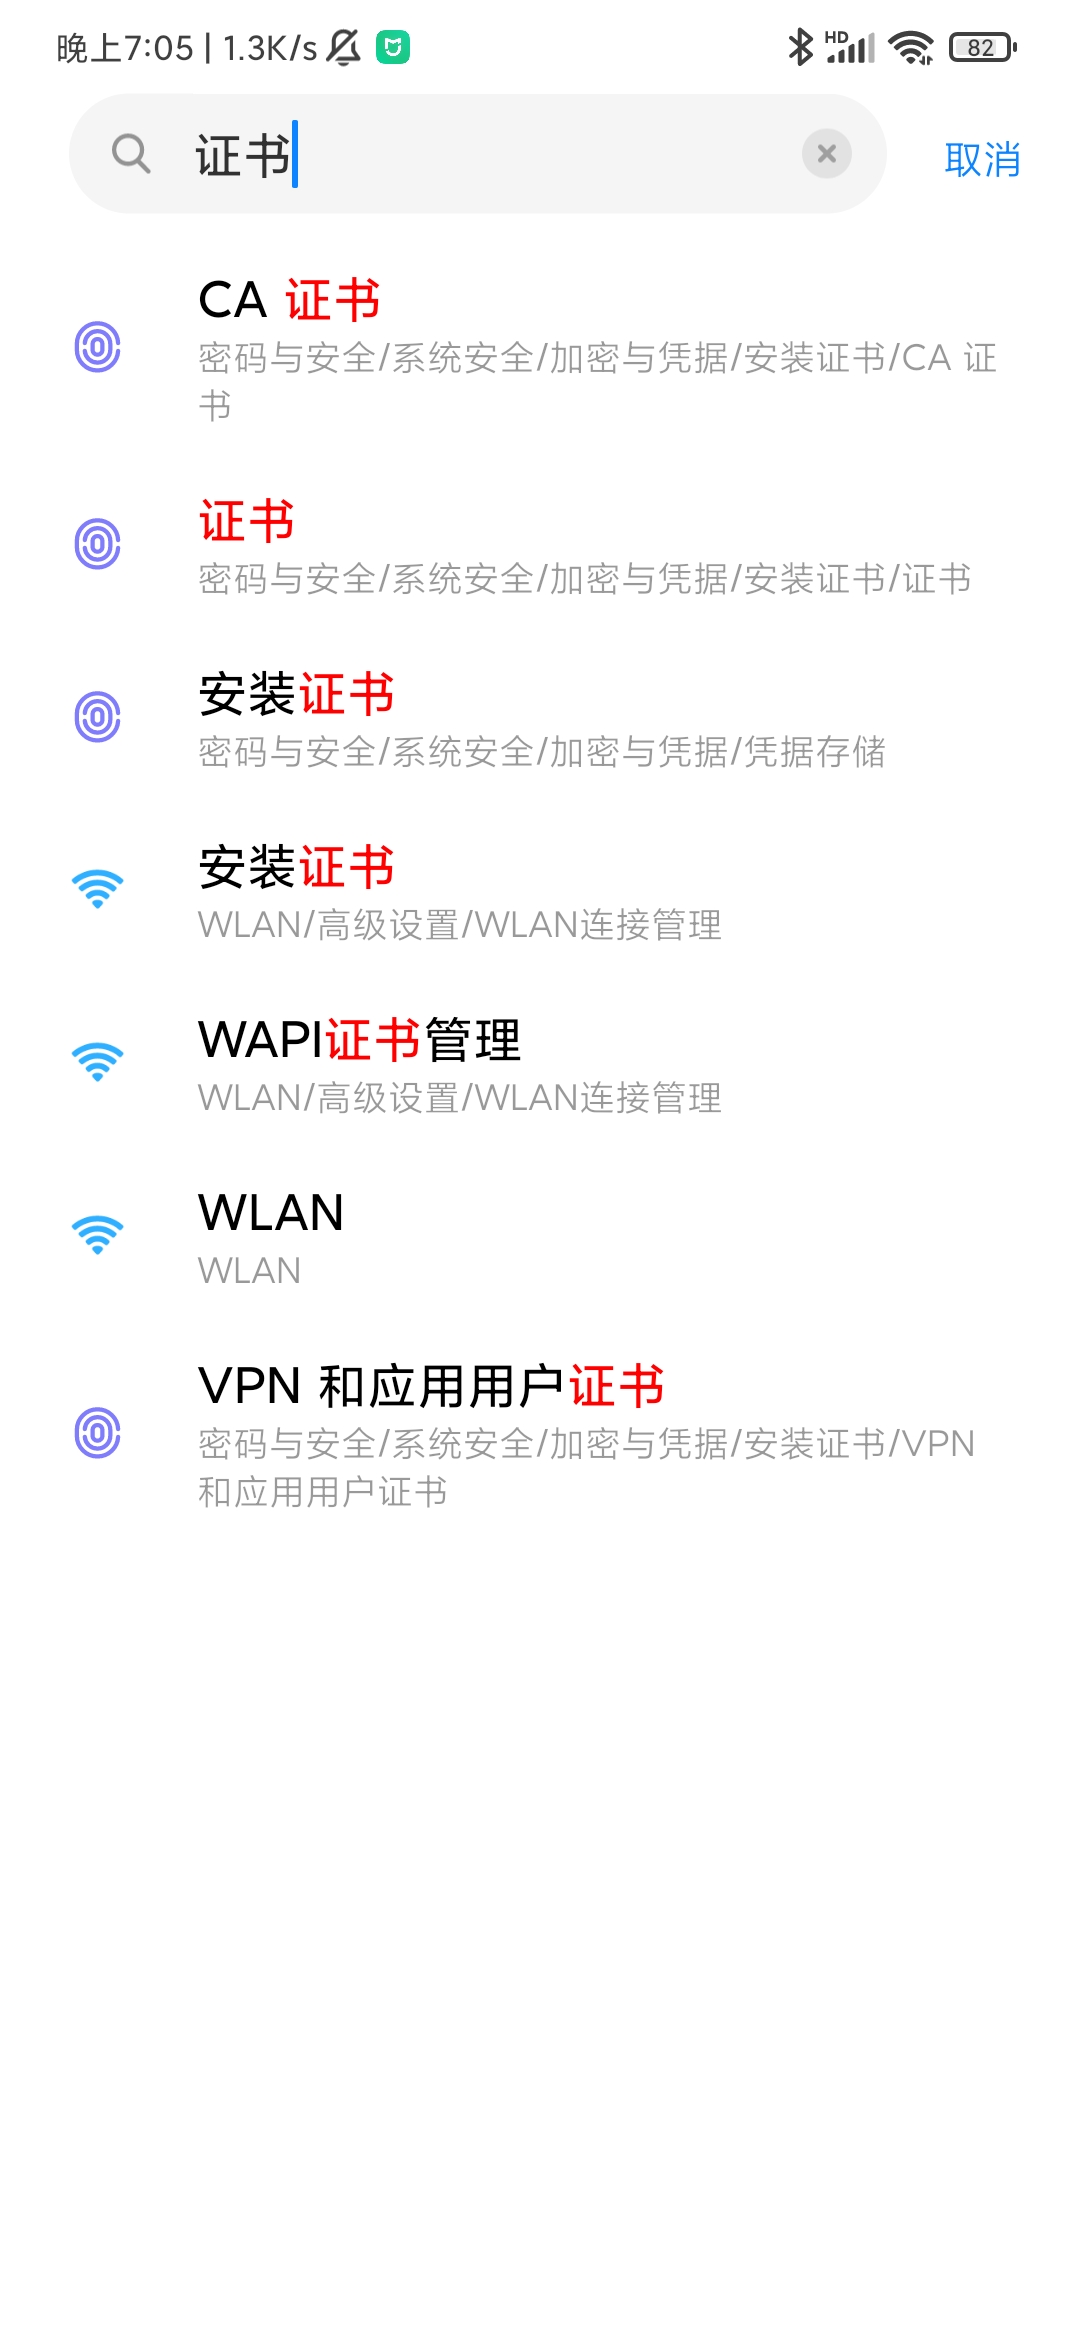 晚上7:05 | 1.3K/s
HD
82
证书
取消
CA 证书
密码与安全/系统安全/加密与凭据/安装证书/CA 证
书
证书
密码与安全/系统安全/加密与凭据/安装证书/证书
安装证书
密码与安全/系统安全/加密与凭据/凭据存储
安装证书
WLAN/高级设置/WLAN连接管理
WAPI证书管理
WLAN/高级设置/WLAN连接管理
WLAN
WLAN
VPN 和应用用户证书
密码与安全/系统安全/加密与凭据/安装证书/VPN
和应用用户证书